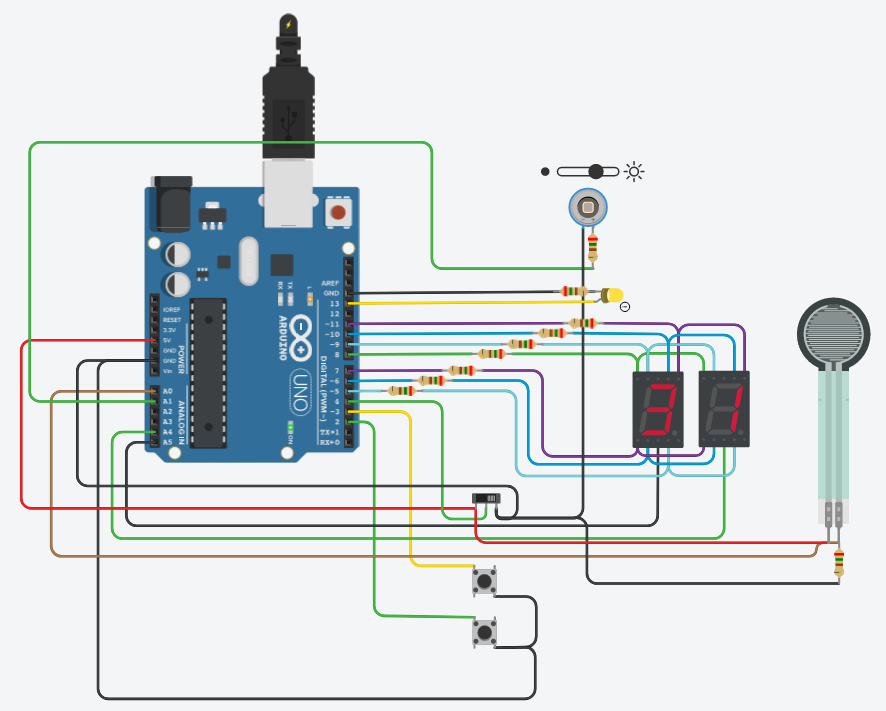 AREF
GND
13
12
~11
~10
~9
8
7
~6
~5
4
~3
2
TX▸1
RX◂0
IOREF
RESET
3.3V
5V
GND
GND
Vin
A0
A1
A2
A3
A4
A5
POWER
ANALOG IN
RX
TX
L
ARDUINO
UNO
ON
DIGITAL (PWM~)
3
1